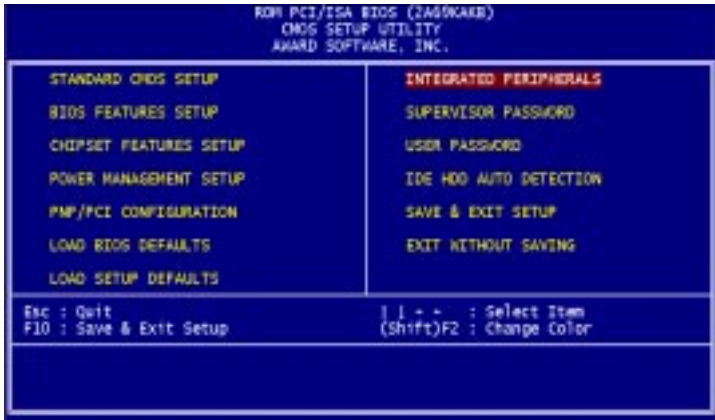 ROM PCI/ISA BIOS (2A69KAKB)
CMOS SETUP UTILITY
AWARD SOFTWARE, INC.
STANDARD CMOS SETUP
BIOS FEATURES SETUP
CHIPSET FEATURES SETUP
POWER MANAGEMENT SETUP
PNP/PCI CONFIGURATION
LOAD BIOS DEFAULTS
LOAD SETUP DEFAULTS
INTEGRATED PERIPHERALS
SUPERVISOR PASSWORD
USER PASSWORD
IDE HDD AUTO DETECTION
SAVE & EXIT SETUP
EXIT WITHOUT SAVING
Esc : Quit
F10 : Save & Exit Setup
: Select Item
(Shift)F2 : Change Color